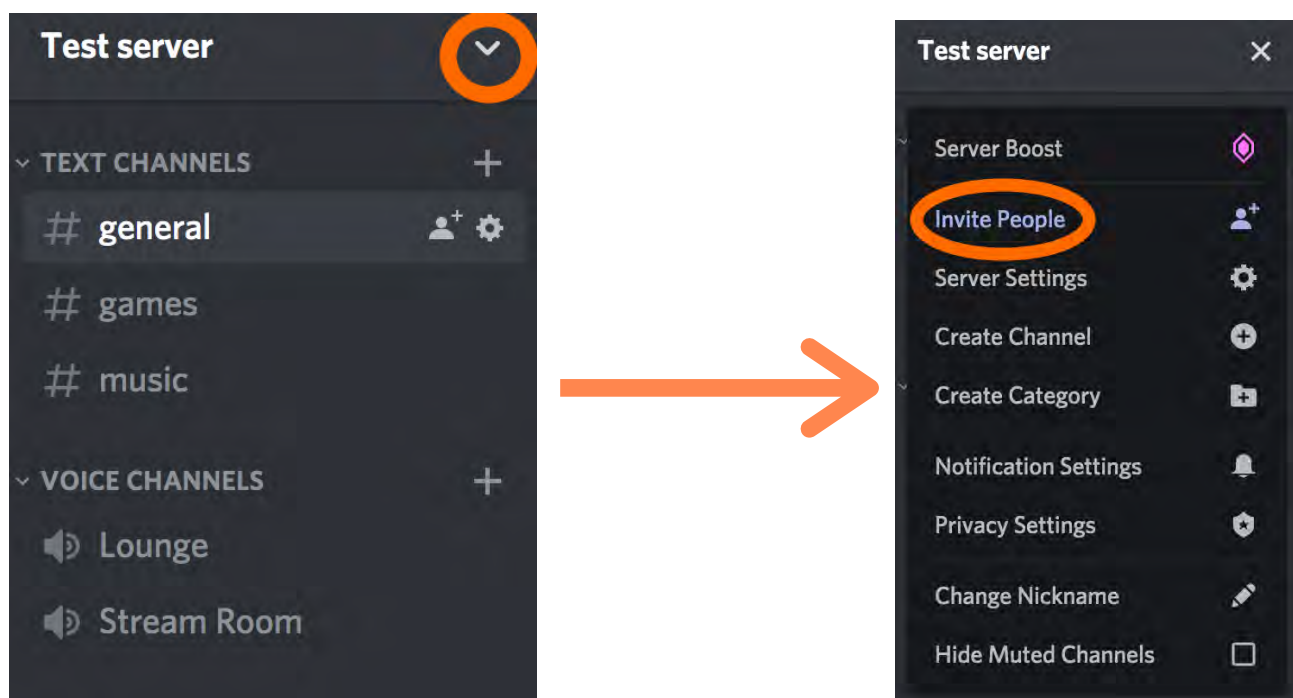 Test server
TEXT CHANNELS
# general
# games
# music
VOICE CHANNELS
Lounge
Stream Room
Test server
Server Boost
Invite People
Server Settings
Create Channel
Create Category
Notification Settings
Privacy Settings
Change Nickname
Hide Muted Channels